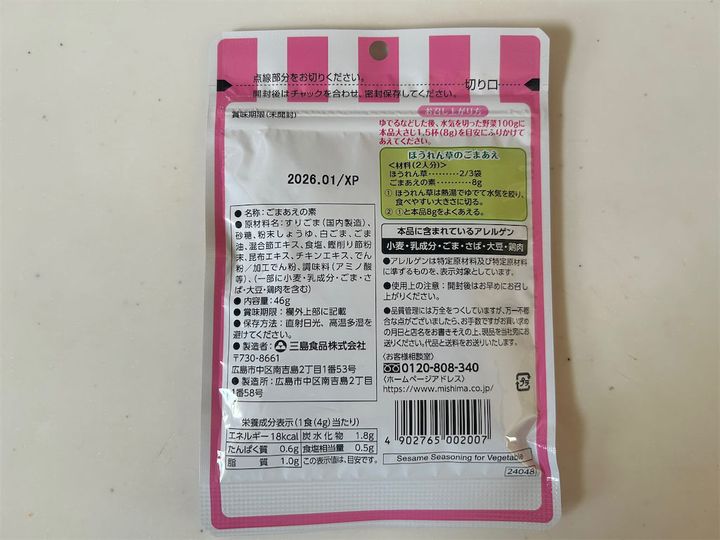 点線部分をお切りください。
開封後はチャックを合わせ、密封保存してください。
切り口
賞味期限(未開封)
2026.01/XP
●名称:ごまあえの素
●原材料名:すりごま(国内製造)、
砂糖、粉末しょうゆ、白ごま、ごま
油、混合節エキス、食塩、鰹削り節粉
末、昆布エキス、チキンエキス、でん
粉/加工でん粉、調味料(アミノ酸
等)、(一部に小麦・乳成分・ごま・さ
ば・大豆・鶏肉を含む)
●内容量:46g
●賞味期限:欄外上部に記載
●保存方法:直射日光、高温多湿を
避けてください。
●製造者:三島食品株式会社
〒730-8661
広島市中区南吉島2丁目1番53号
●製造所:広島市中区南吉島2丁目
1番58号
栄養成分表示(1食(4g)当たり)
エネルギー 18kcal 炭水化物 1.8g
たんぱく質 0.6g 食塩相当量 0.5g
脂質 1.0g この表示値は、目安です。
お召し上がり方
ゆでるなどした後、水気を切った野菜100gに
本品大さじ1.5杯(8g)を目安にふりかけて
あえてください。
ほうれん草のごまあえ
<材料(2人分)>
ほうれん草………2/3袋
ごまあえの素………8g
①ほうれん草は熱湯でゆでて水気を絞り、
食べやすい大きさに切る。
②①と本品8gをよくあえる。
本品に含まれているアレルゲン
小麦・乳成分・ごま・さば・大豆・鶏肉
●アレルゲンは特定原材料及び特定原材料
に準ずるものを、表示対象としています。
●使用上の注意:開封後はお早めにお召し
上がりください。
●品質管理には万全をつくしていますが、万一不都
合な点がございましたら、お手数ですがお買い求め
の月日と店名をお書きそえの上、現品を当社宛にお
送りください。代品と送料をお送りいたします。
<お客様相談室>
0120-808-340
<ホームページアドレス>
https://www.mishima.co.jp/
プラ
4 902765 002007
Sesame Seasoning for Vegetable
24048